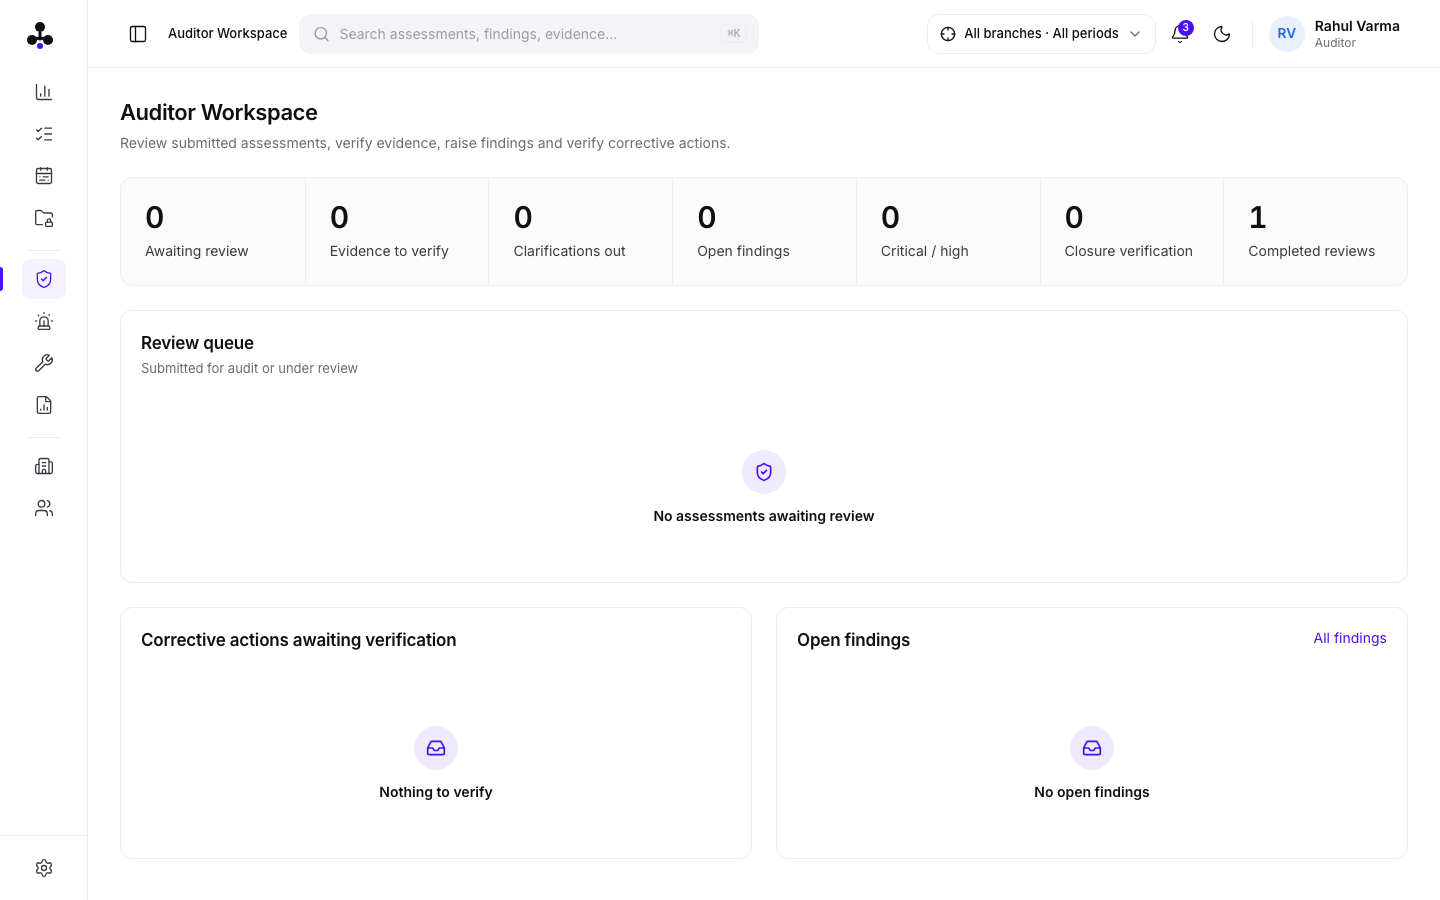 Auditor Workspace
Search assessments, findings, evidence...
⌘K
All branches · All periods
3
RV
Rahul Varma
Auditor
Auditor Workspace
Review submitted assessments, verify evidence, raise findings and verify corrective actions.
0
Awaiting review
0
Evidence to verify
0
Clarifications out
0
Open findings
0
Critical / high
0
Closure verification
1
Completed reviews
Review queue
Submitted for audit or under review
No assessments awaiting review
Corrective actions awaiting verification
Nothing to verify
Open findings
All findings
No open findings